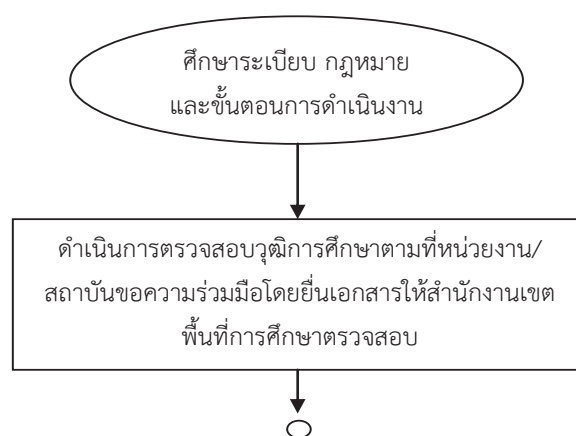 ศึกษาระเบียบ กฎหมาย
และขั้นตอนการดำเนินงาน
ดำเนินการตรวจสอบวุฒิการศึกษาตามที่หน่วยงาน/
สถาบันขอความร่วมมือโดยยื่นเอกสารให้สำนักงานเขต
พื้นที่การศึกษาตรวจสอบ